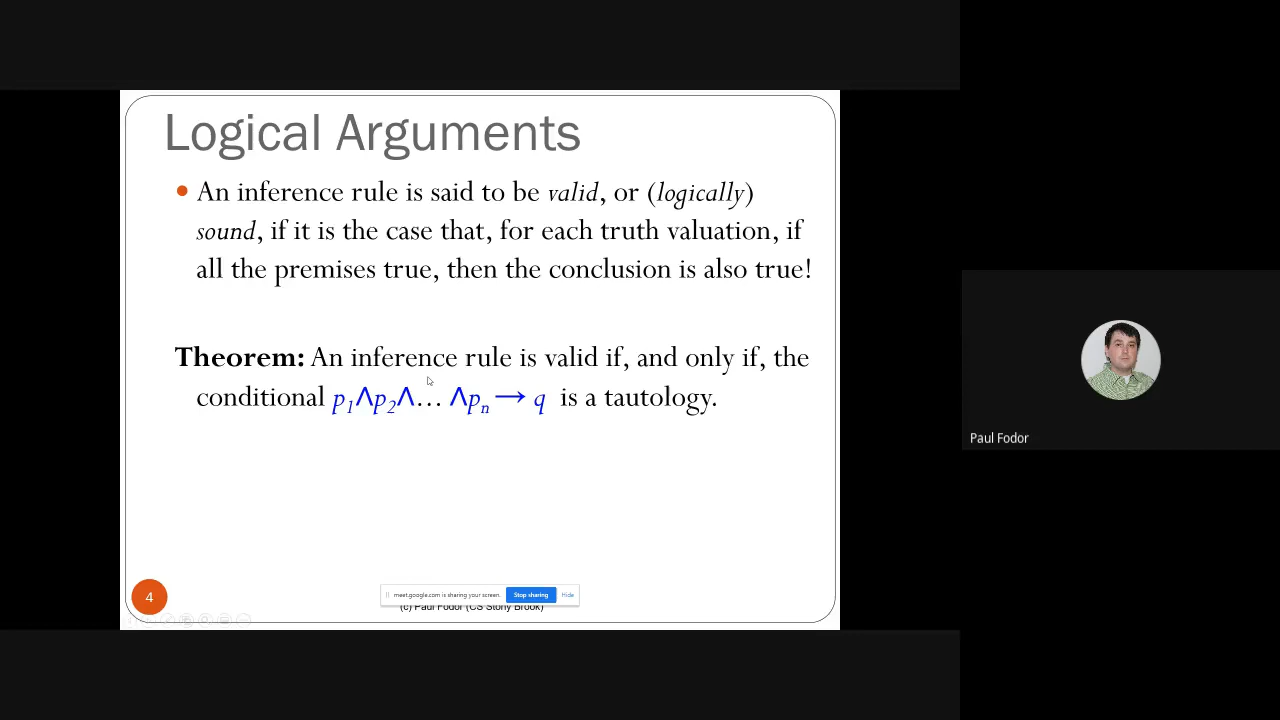 Logical Arguments
• An inference rule is said to be valid, or (logically)
sound, if it is the case that, for each truth valuation, if
all the premises true, then the conclusion is also true!
Theorem: An inference rule is valid if, and only if, the
conditional p1∧p2∧… ∧pn → q is a tautology.
Paul Fodor
4
meet.google.com is sharing your screen. Stop sharing Hide
(c) Paul Fodor (CS Stony Brook)